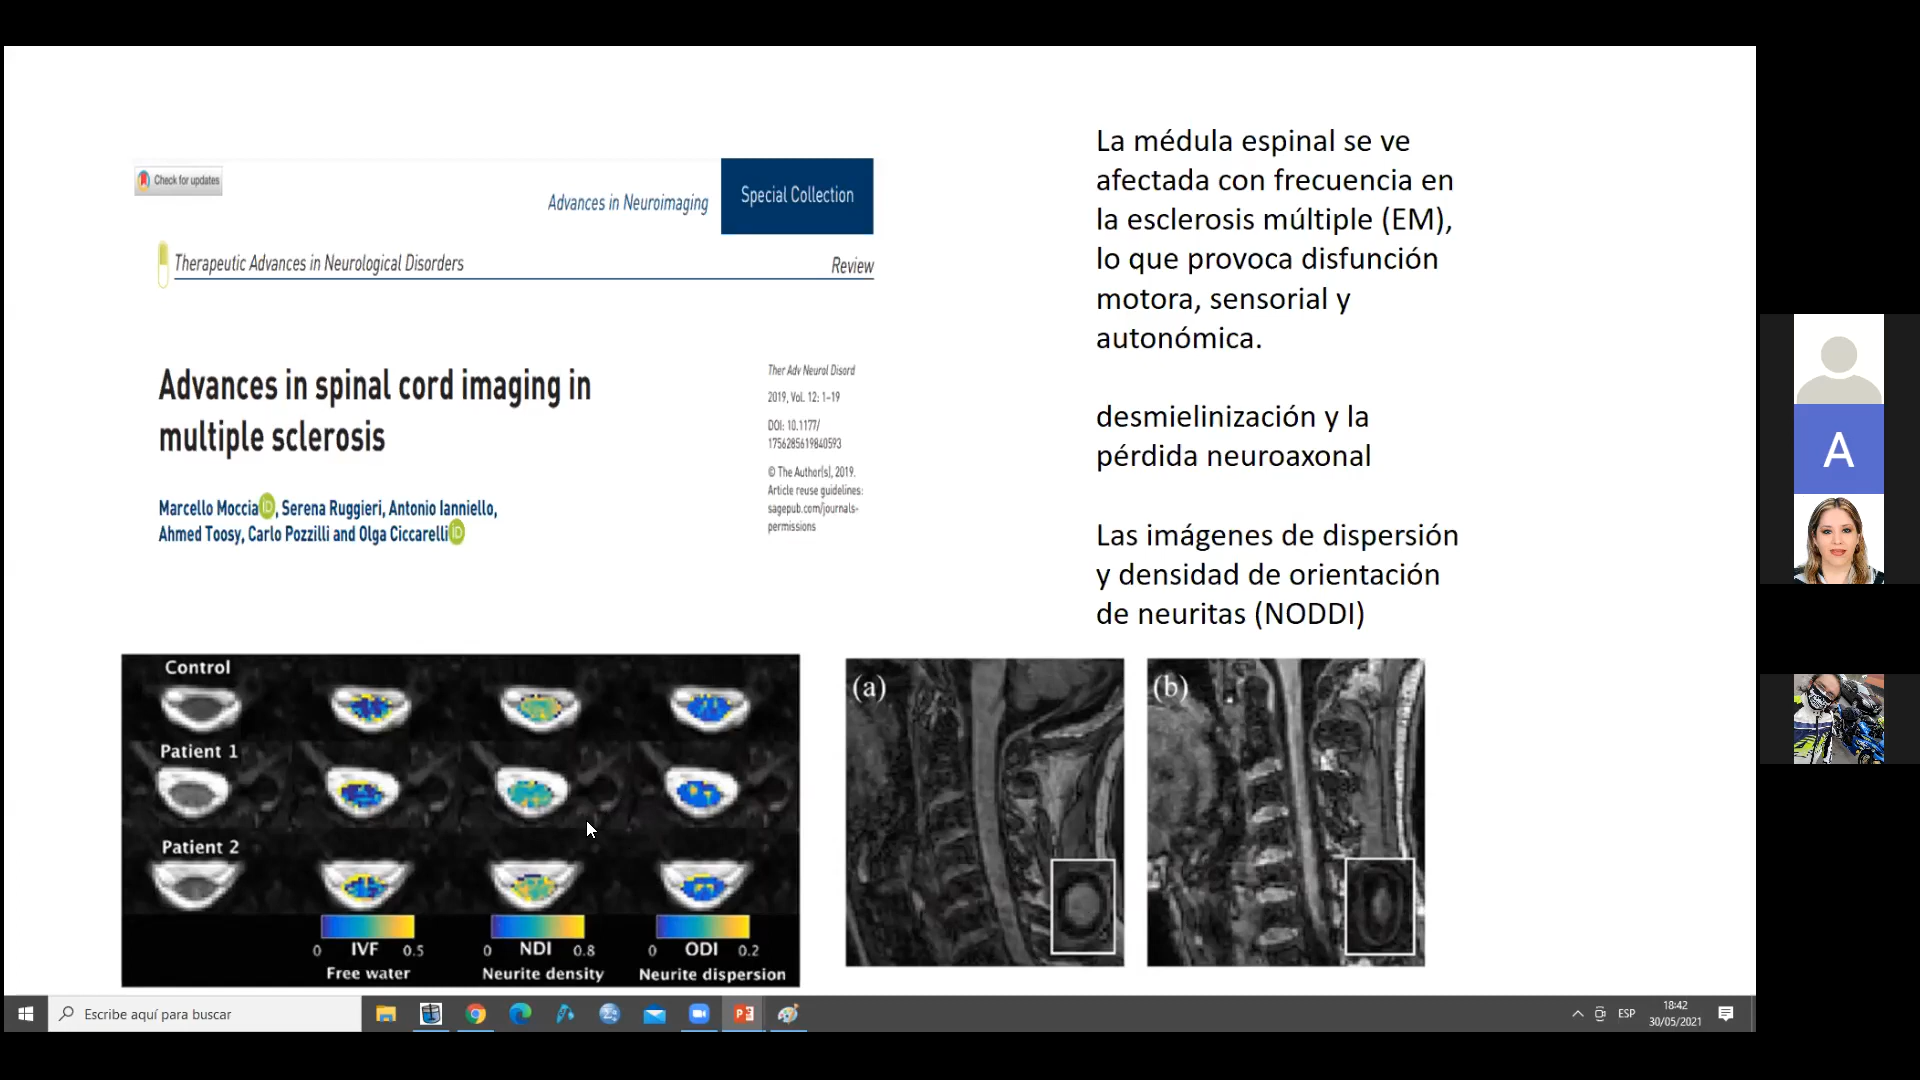 Check for updates
Advances in Neuroimaging
Special Collection
Therapeutic Advances in Neurological Disorders
Review
Advances in spinal cord imaging in
multiple sclerosis
Marcello Moccia iD, Serena Ruggieri, Antonio Ianniello,
Ahmed Toosy, Carlo Pozzilli and Olga Ciccarelli iD
Ther Adv Neurol Disord
2019, Vol. 12: 1–19
DOI: 10.1177/
1756285619840593
© The Author(s), 2019.
Article reuse guidelines:
sagepub.com/journals-
permissions
La médula espinal se ve
afectada con frecuencia en
la esclerosis múltiple (EM),
lo que provoca disfunción
motora, sensorial y
autonómica.
desmielinización y la
pérdida neuroaxonal
Las imágenes de dispersión
y densidad de orientación
de neuritas (NODDI)
Control
Patient 1
Patient 2
0 IVF 0.5
Free water
0 NDI 0.8
Neurite density
0 ODI 0.2
Neurite dispersion
(a)
(b)
A
Escribe aquí para buscar
ESP
18:42
30/05/2021